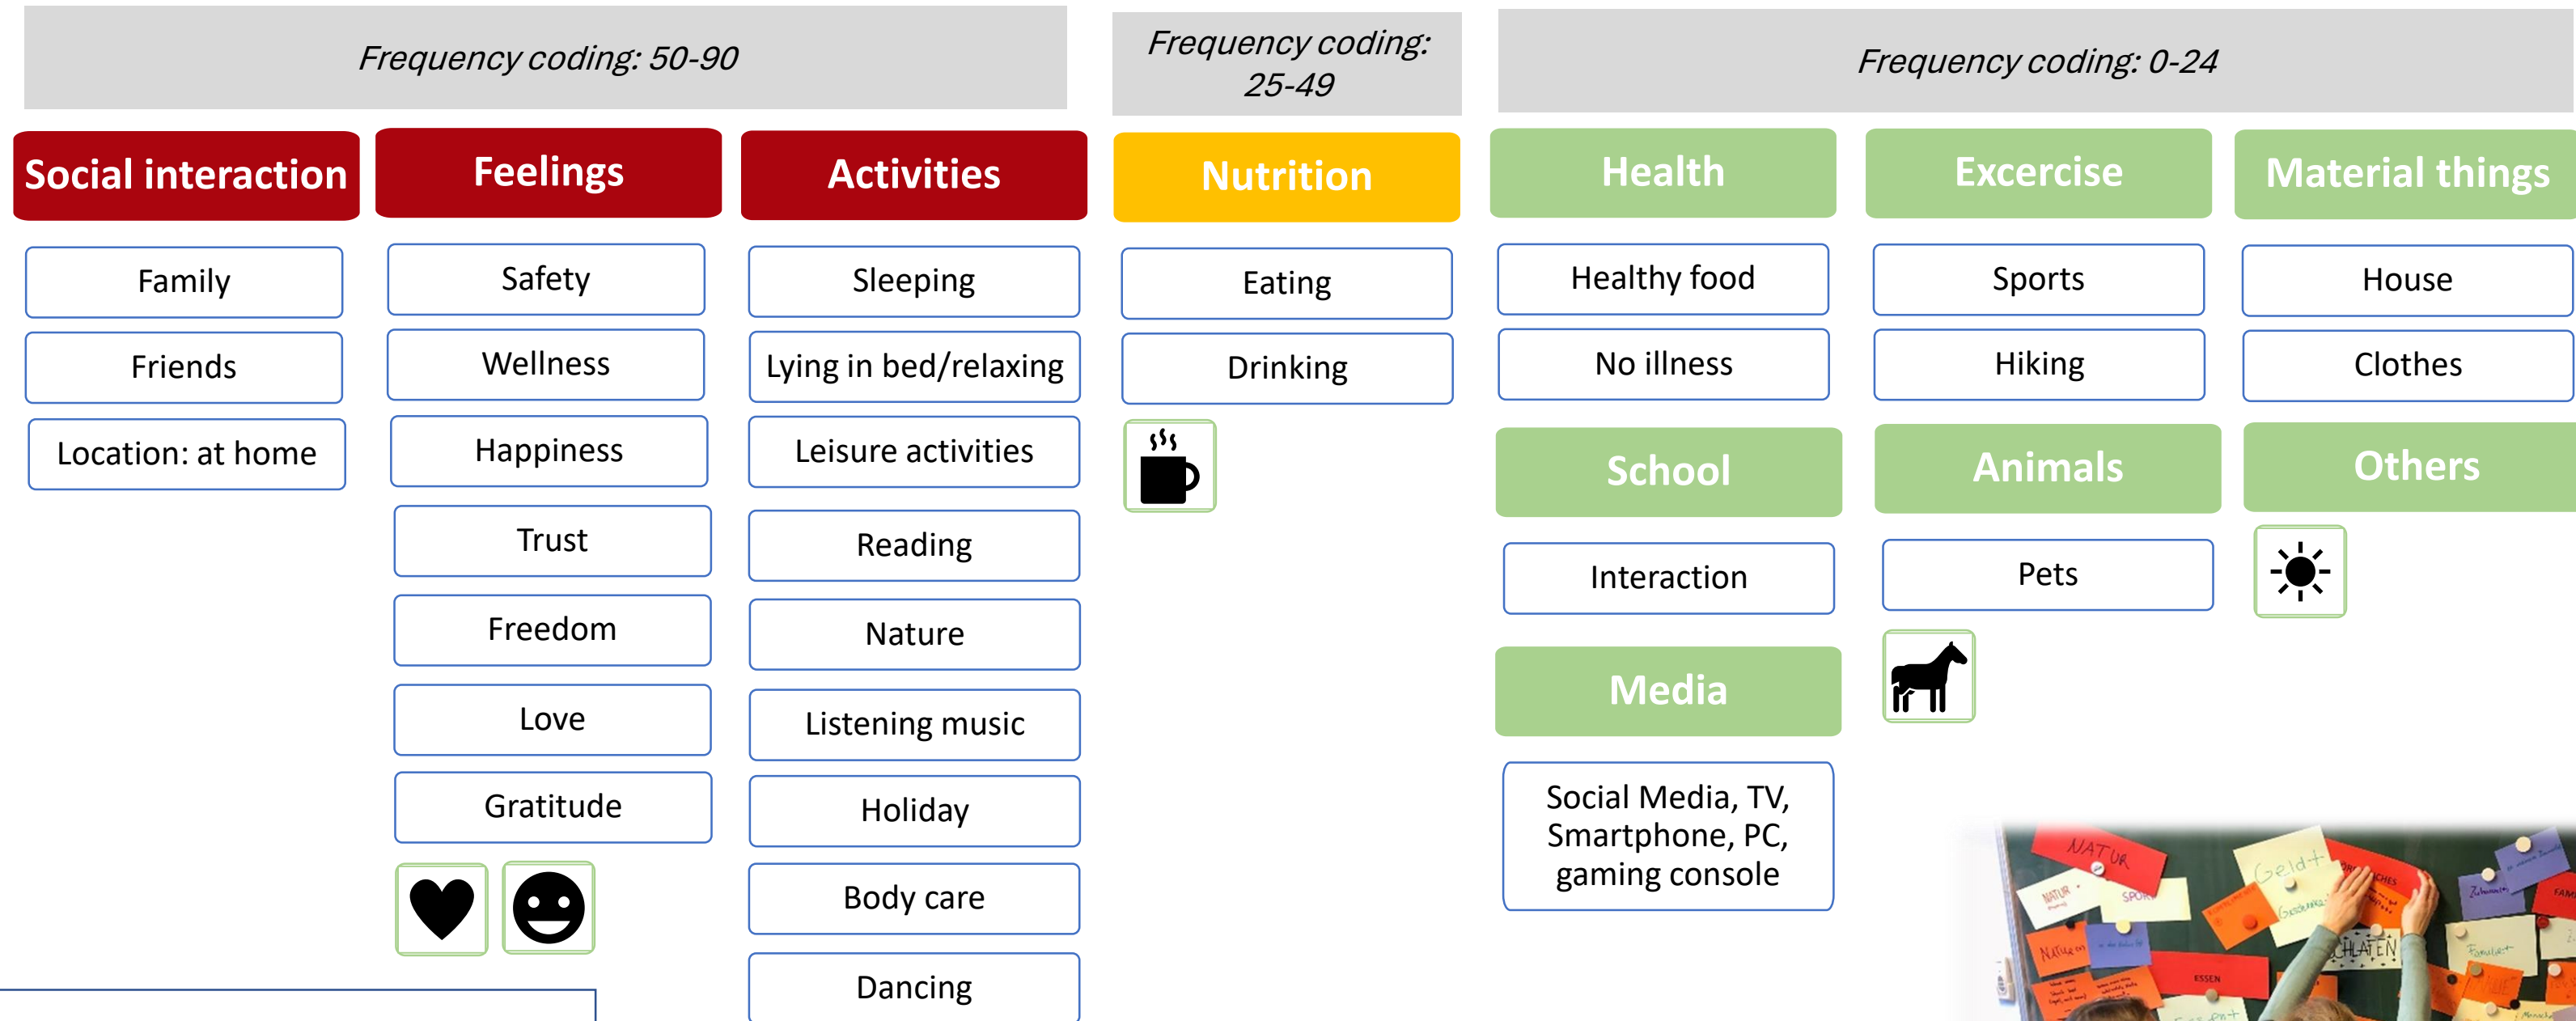 Frequency coding: 50-90
Frequency coding:
25-49
Frequency coding: 0-24
Social interaction
Family
Friends
Location: at home
Feelings
Safety
Wellness
Happiness
Trust
Freedom
Love
Gratitude
Activities
Sleeping
Lying in bed/relaxing
Leisure activities
Reading
Nature
Listening music
Holiday
Body care
Dancing
Nutrition
Eating
Drinking
Health
Healthy food
No illness
School
Interaction
Media
Social Media, TV,
Smartphone, PC,
gaming console
Excercise
Sports
Hiking
Animals
Pets
Material things
House
Clothes
Others
NATUR
Geld+
NATUR
SPORT
ESSEN